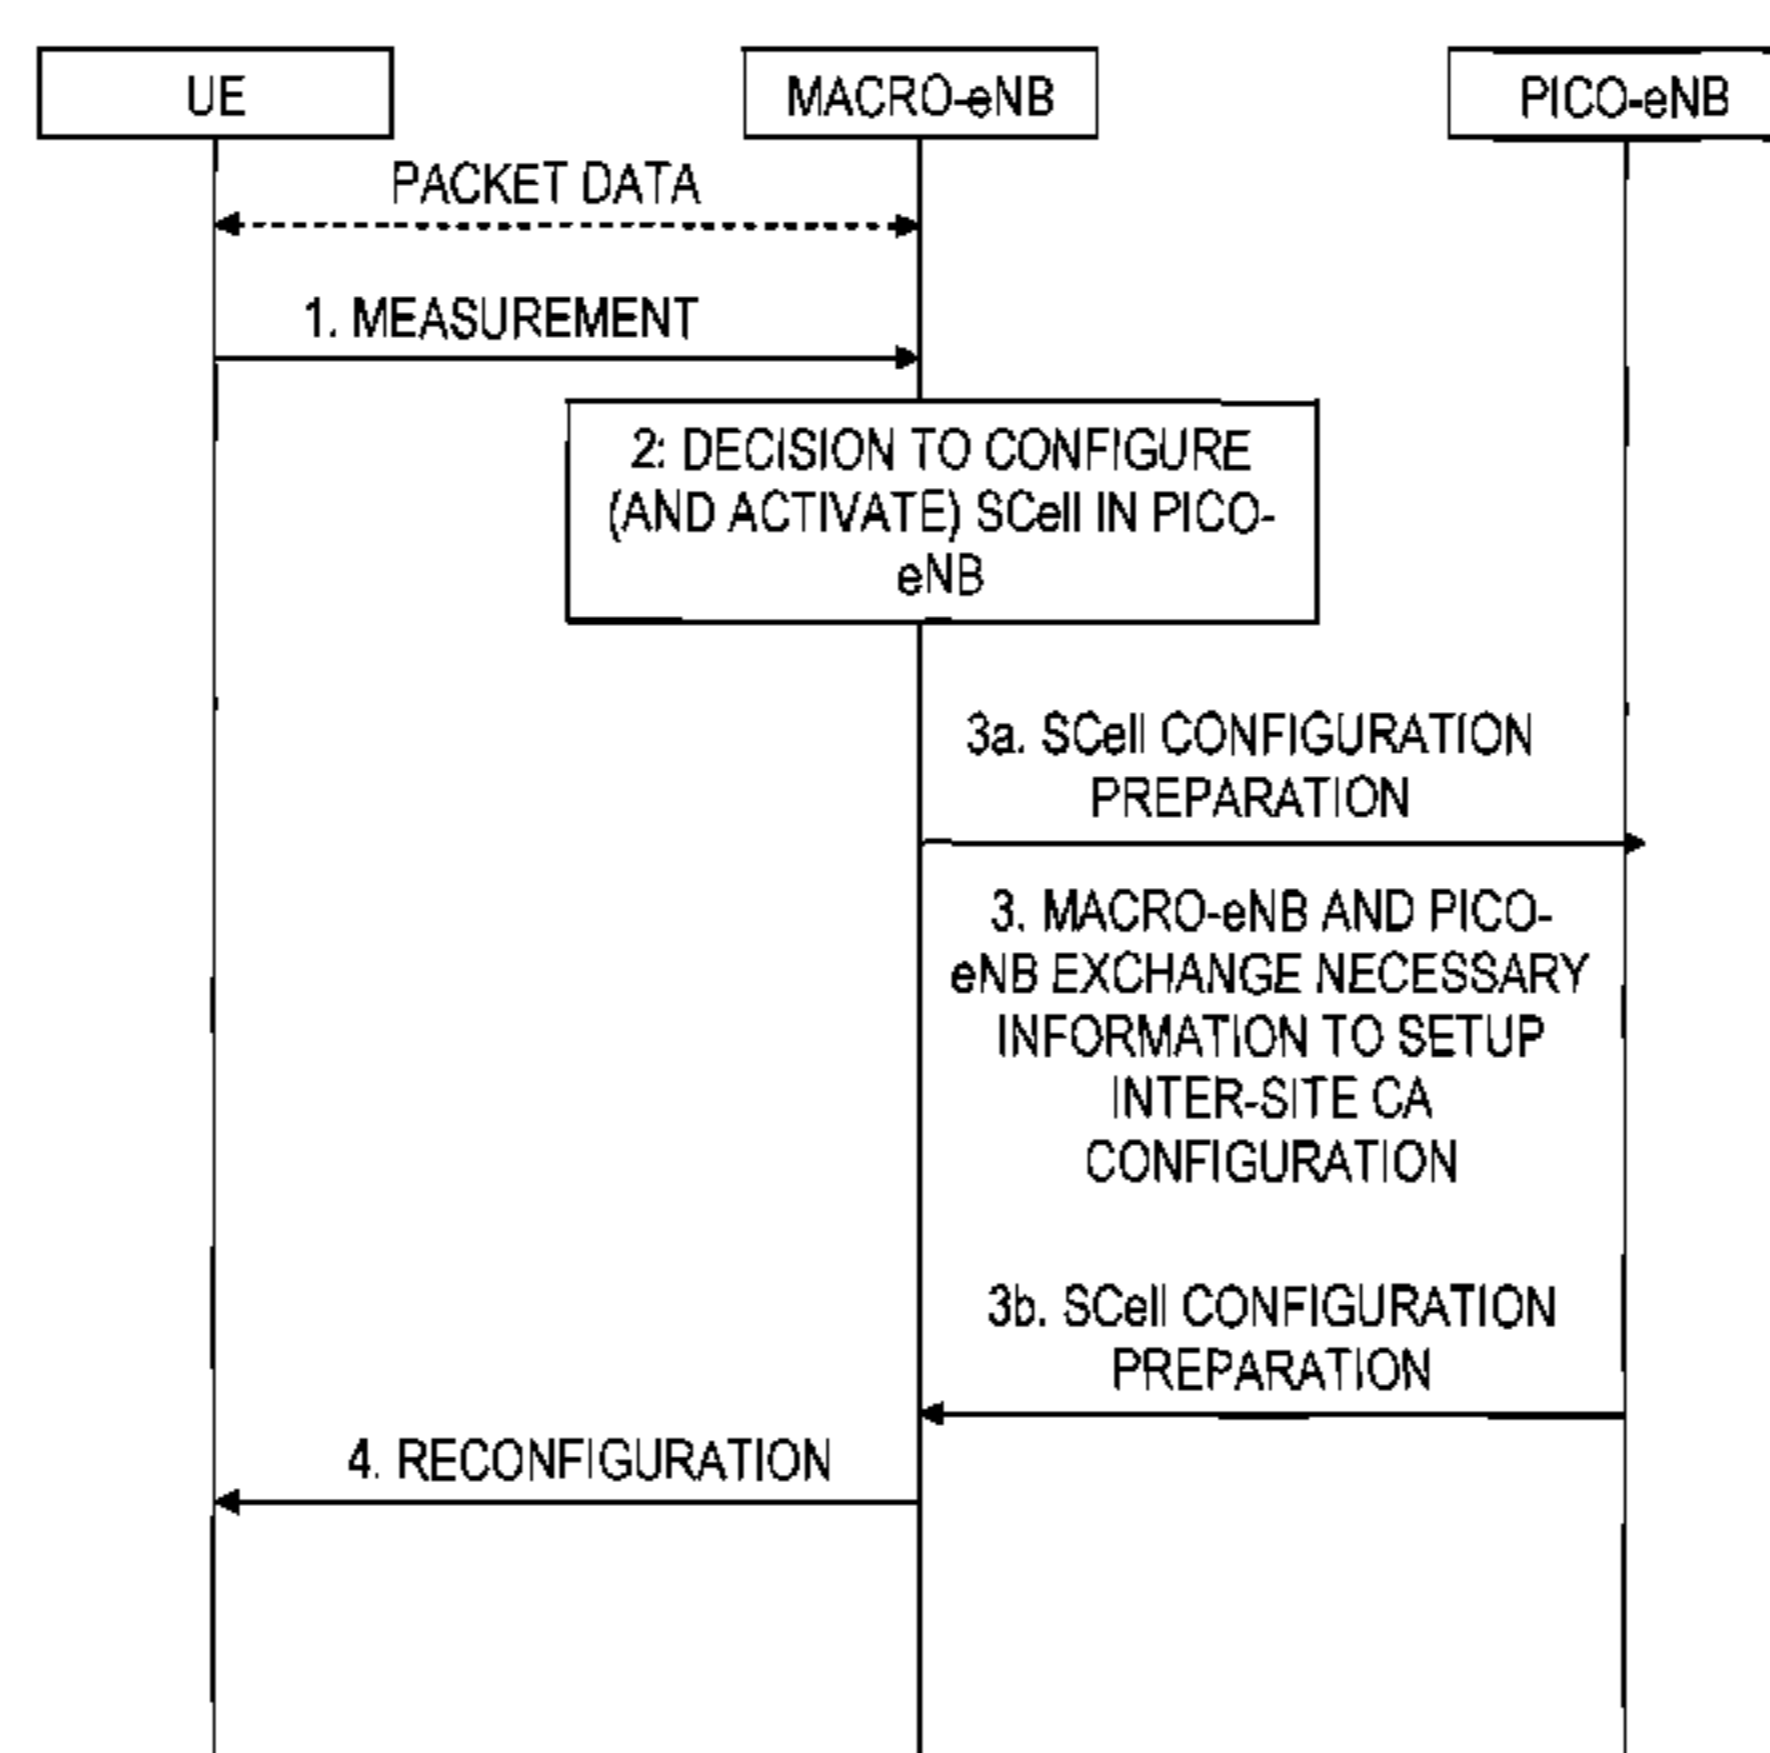 UE
MACRO-eNB
PICO-eNB
PACKET DATA
1. MEASUREMENT
2: DECISION TO CONFIGURE
(AND ACTIVATE) SCell IN PICO-
eNB
3a. SCell CONFIGURATION
PREPARATION
3. MACRO-eNB AND PICO-
eNB EXCHANGE NECESSARY
INFORMATION TO SETUP
INTER-SITE CA
CONFIGURATION
3b. SCell CONFIGURATION
PREPARATION
4. RECONFIGURATION